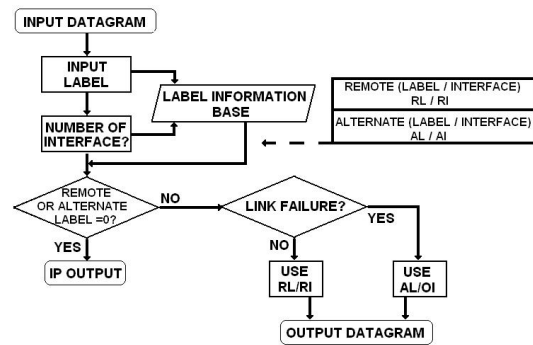 INPUT DATAGRAM
INPUT
LABEL
LABEL INFORMATION
BASE
REMOTE (LABEL / INTERFACE)
RL / RI
ALTERNATE (LABEL / INTERFACE)
AL / AI
NUMBER OF
INTERFACE?
REMOTE
OR ALTERNATE
LABEL =0?
NO
LINK FAILURE?
YES
YES
NO
IP OUTPUT
USE
RL/RI
USE
AL/OI
OUTPUT DATAGRAM